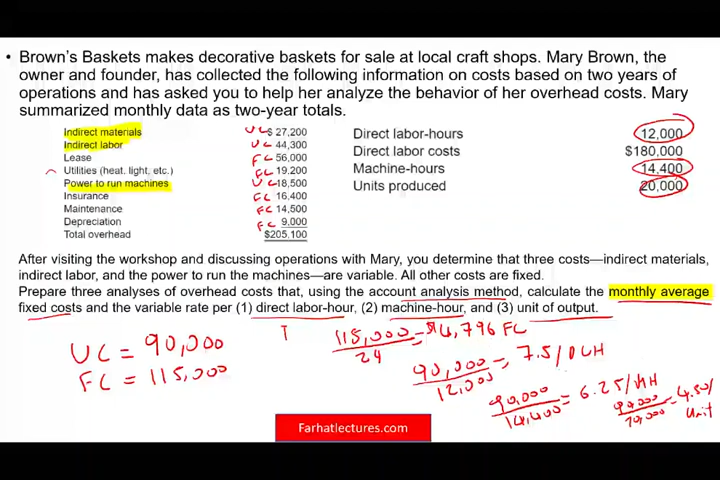 • Brown's Baskets makes decorative baskets for sale at local craft shops. Mary Brown, the
owner and founder, has collected the following information on costs based on two years of
operations and has asked you to help her analyze the behavior of her overhead costs. Mary
summarized monthly data as two-year totals.
Indirect materials VC $ 27,200
Indirect labor VC 44,300
Lease FC 56,000
Utilities (heat. light, etc.) FC 19,200
Power to run machines VC 18,500
Insurance FC 16,400
Maintenance FC 14,500
Depreciation FC 9,000
Total overhead $205,100
Direct labor-hours 12,000
Direct labor costs $180,000
Machine-hours 14,400
Units produced 20,000
After visiting the workshop and discussing operations with Mary, you determine that three costs—indirect materials,
indirect labor, and the power to run the machines—are variable. All other costs are fixed.
Prepare three analyses of overhead costs that, using the account analysis method, calculate the monthly average
fixed costs and the variable rate per (1) direct labor-hour, (2) machine-hour, and (3) unit of output.
VC = 90,000
FC = 115,000
115,000 / 24 = $4,796 FC
90,000 / 12,000 = 7.5 / DLH
90,000 / 14,400 = 6.25 / MH
90,000 / 20,000 = 4.50 / Unit
Farhatlectures.com